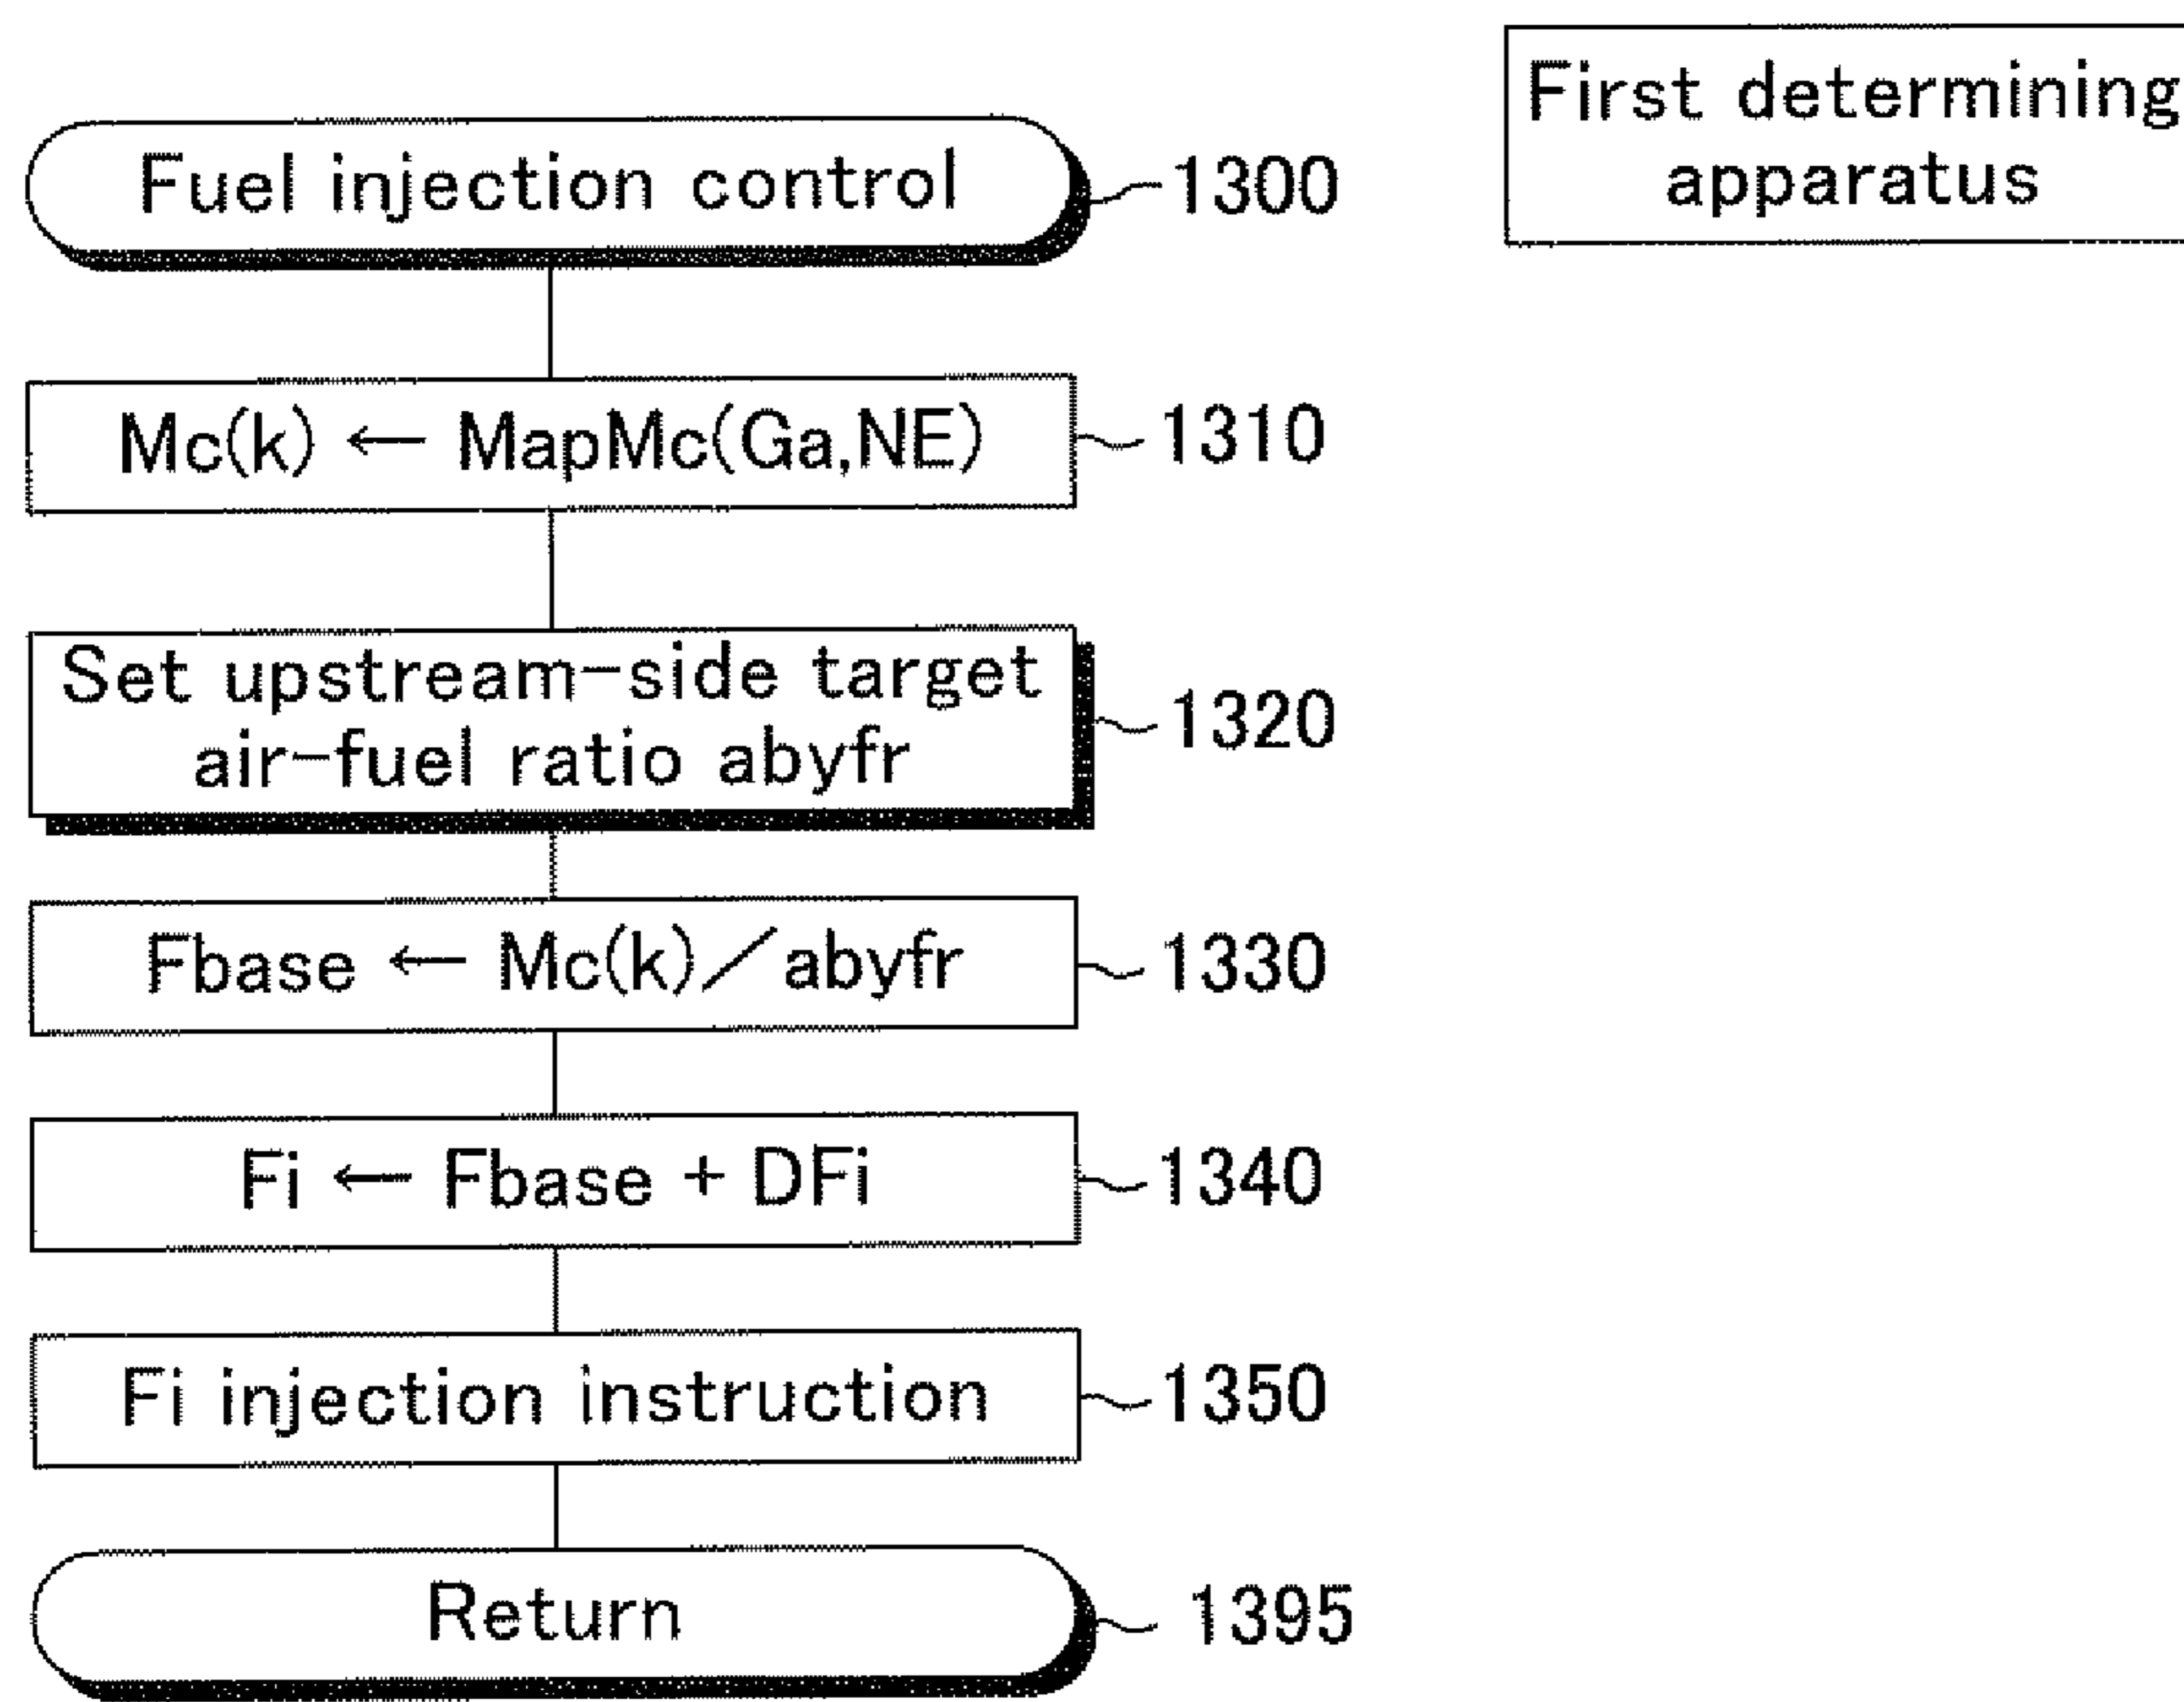 First determining
apparatus
Fuel injection control
1300
Mc(k) ← MapMc(Ga,NE)
1310
Set upstream-side target
air-fuel ratio abyfr
1320
Fbase ← Mc(k)/abyfr
1330
Fi ← Fbase + DFi
1340
Fi injection instruction
1350
Return
1395